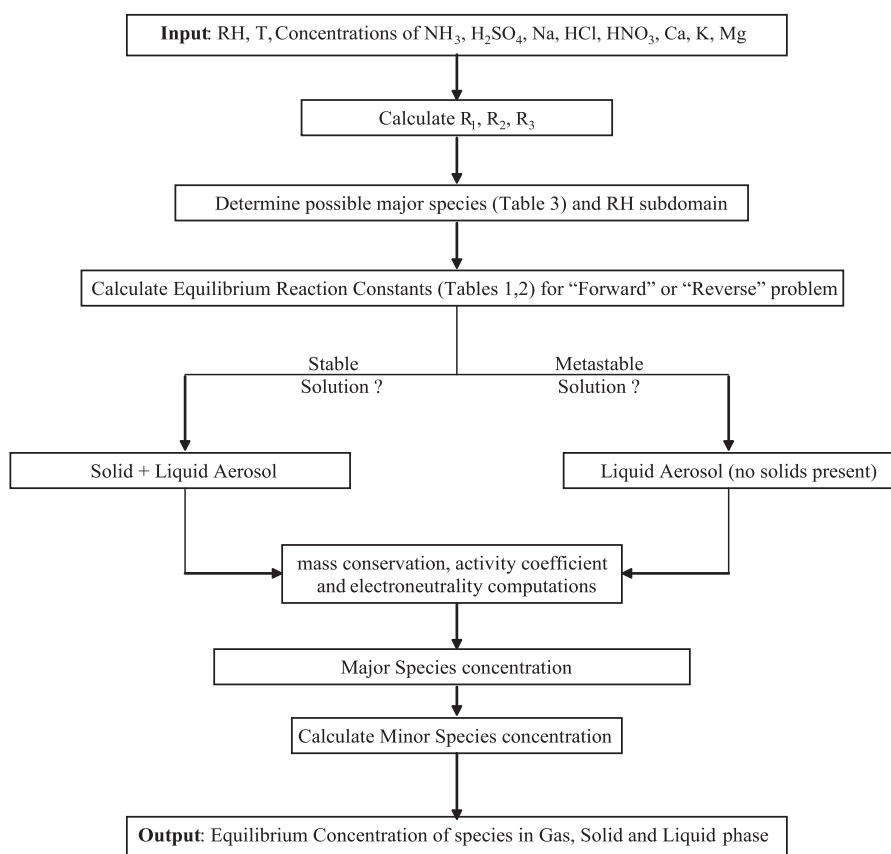 Input: RH, T, Concentrations of NH₃, H₂SO₄, Na, HCl, HNO₃, Ca, K, Mg
Calculate R₁, R₂, R₃
Determine possible major species (Table 3) and RH subdomain
Calculate Equilibrium Reaction Constants (Tables 1,2) for “Forward” or “Reverse” problem
Stable
Solution ?
Metastable
Solution ?
Solid + Liquid Aerosol
Liquid Aerosol (no solids present)
mass conservation, activity coefficient
and electroneutrality computations
Major Species concentration
Calculate Minor Species concentration
Output: Equilibrium Concentration of species in Gas, Solid and Liquid phase